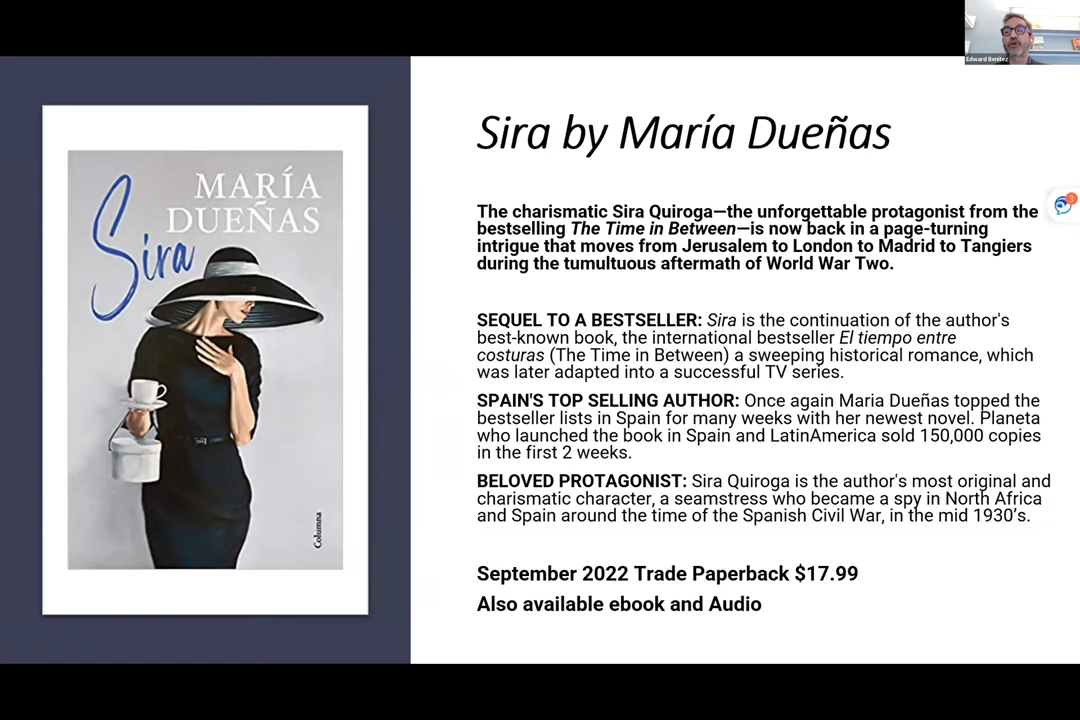 Edward Benitez
Sira by María Dueñas
MARÍA
DUEÑAS
Sira
Columna
The charismatic Sira Quiroga—the unforgettable protagonist from the
bestselling The Time in Between—is now back in a page-turning
intrigue that moves from Jerusalem to London to Madrid to Tangiers
during the tumultuous aftermath of World War Two.
3
SEQUEL TO A BESTSELLER: Sira is the continuation of the author's
best-known book, the international bestseller El tiempo entre
costuras (The Time in Between) a sweeping historical romance, which
was later adapted into a successful TV series.
SPAIN'S TOP SELLING AUTHOR: Once again Maria Dueñas topped the
bestseller lists in Spain for many weeks with her newest novel. Planeta
who launched the book in Spain and LatinAmerica sold 150,000 copies
in the first 2 weeks.
BELOVED PROTAGONIST: Sira Quiroga is the author's most original and
charismatic character, a seamstress who became a spy in North Africa
and Spain around the time of the Spanish Civil War, in the mid 1930’s.
September 2022 Trade Paperback $17.99
Also available ebook and Audio